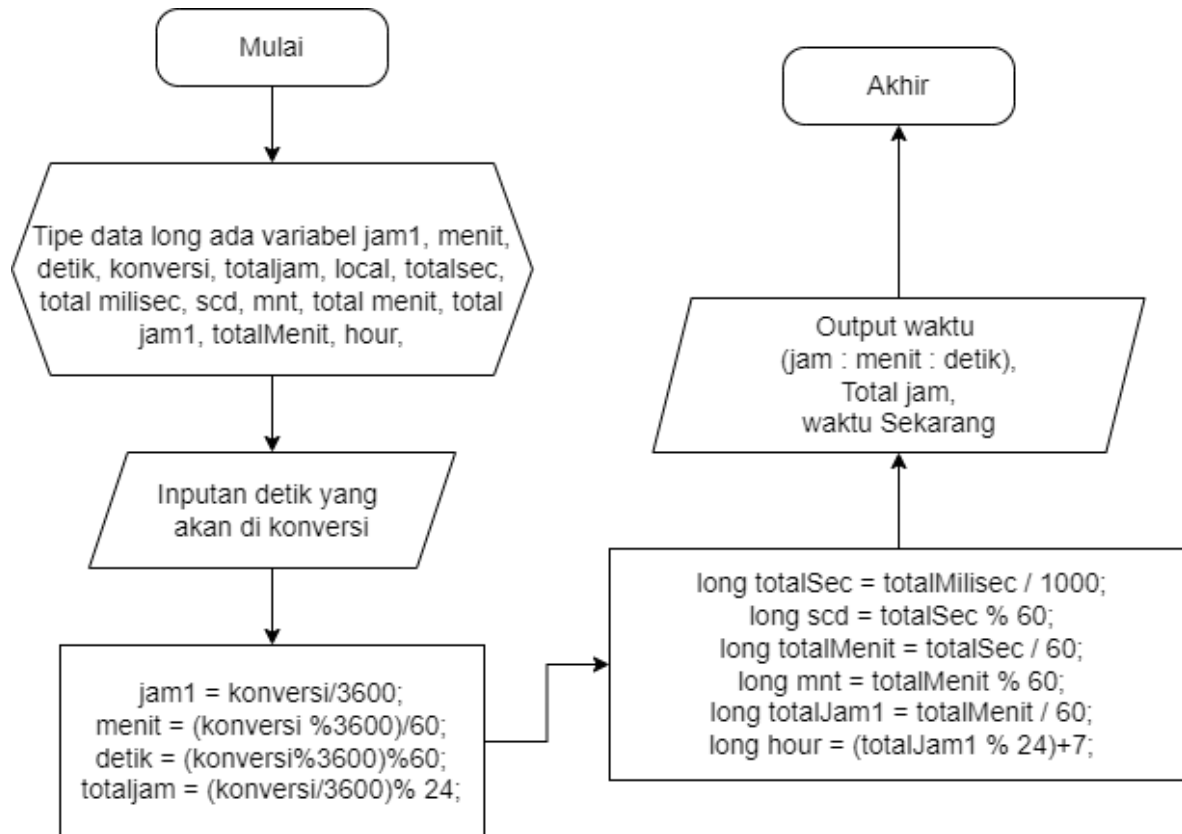 Mulai
Tipe data long ada variabel jam1, menit,
detik, konversi, totaljam, local, totalsec,
total milisec, scd, mnt, total menit, total
jam1, totalMenit, hour,
Inputan detik yang
akan di konversi
jam1 = konversi/3600;
menit = (konversi %3600)/60;
detik = (konversi%3600)%60;
totaljam = (konversi/3600)% 24;
long totalSec = totalMilisec / 1000;
long scd = totalSec % 60;
long totalMenit = totalSec / 60;
long mnt = totalMenit % 60;
long totalJam1 = totalMenit / 60;
long hour = (totalJam1 % 24)+7;
Output waktu
(jam : menit : detik),
Total jam,
waktu Sekarang
Akhir